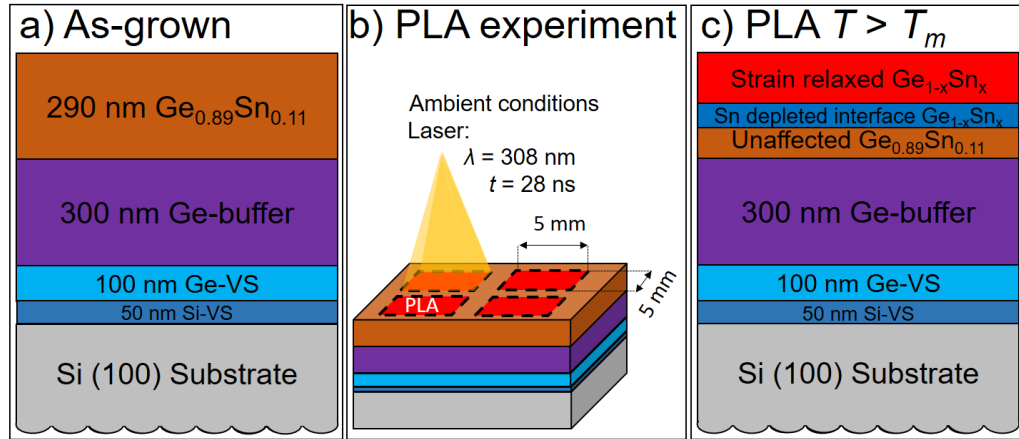 a) As-grown
290 nm Ge0.89Sn0.11
300 nm Ge-buffer
100 nm Ge-VS
50 nm Si-VS
Si (100) Substrate
b) PLA experiment
Ambient conditions
Laser:
λ = 308 nm
t = 28 ns
5 mm
5 mm
PLA
c) PLA T > Tm
Strain relaxed Ge1-xSnx
Sn depleted interface Ge1-xSnx
Unaffected Ge0.89Sn0.11
300 nm Ge-buffer
100 nm Ge-VS
50 nm Si-VS
Si (100) Substrate